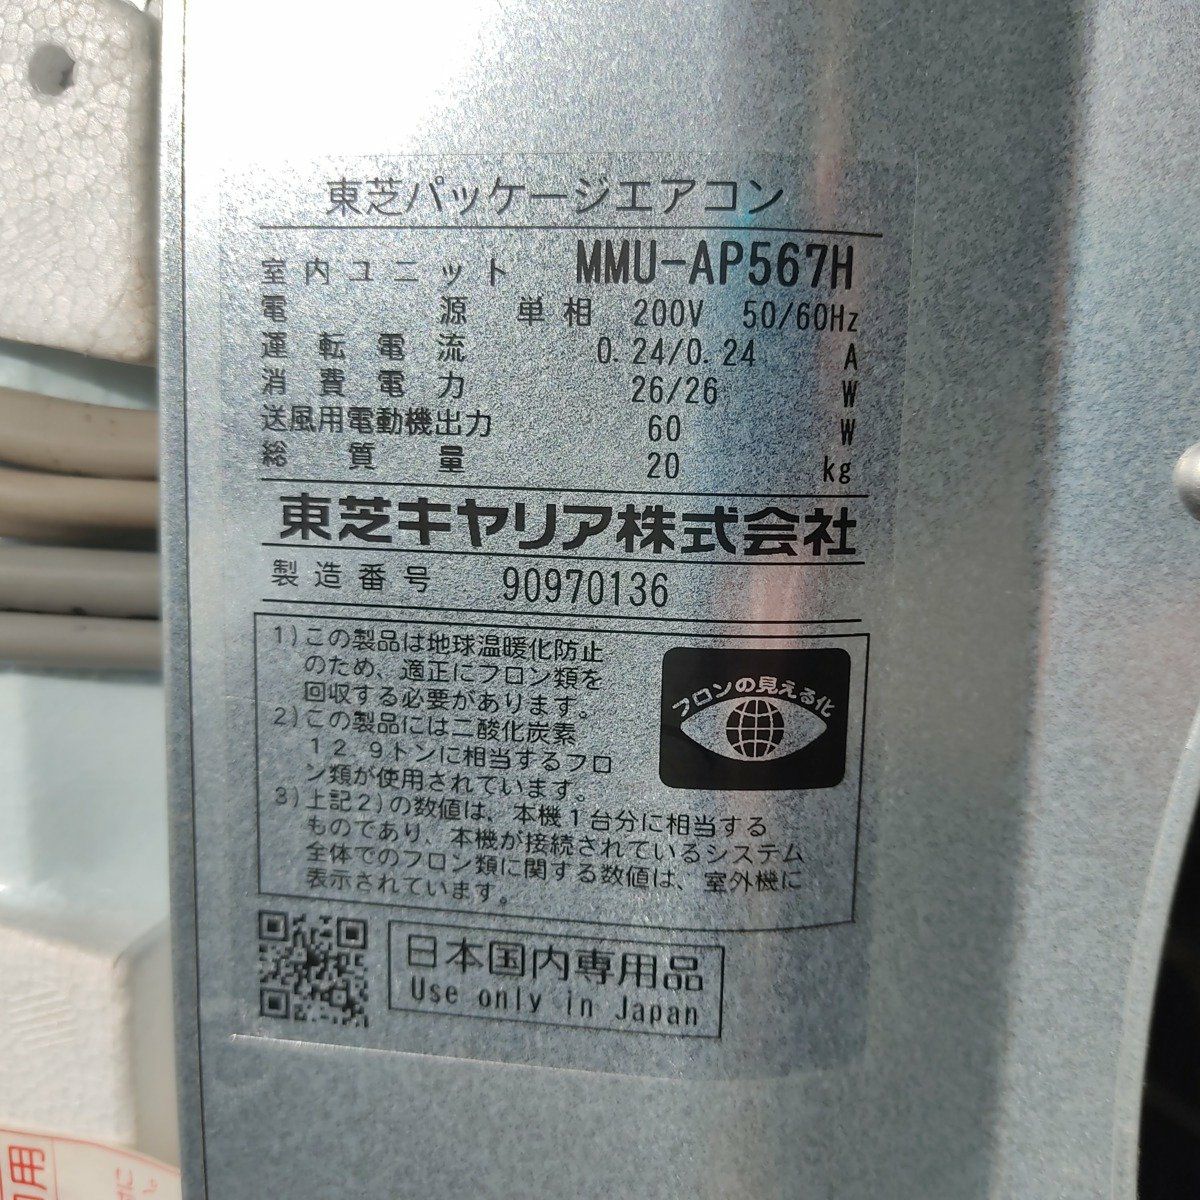 東芝パッケージエアコン
室内ユニット MMU-AP567H
電源 単相 200V 50/60Hz
運転電流 0.24/0.24 A
消費電力 26/26 W
送風用電動機出力 60 W
総質量 20 kg
東芝キヤリア株式会社
製造番号 90970136
1)この製品は地球温暖化防止
のため、適正にフロン類を
回収する必要があります。
2)この製品には二酸化炭素
12.9トンに相当するフロ
ン類が使用されています。
3)上記2)の数値は、本機1台分に相当する
ものであり、本機が接続されているシステム
全体でのフロン類に関する数値は、室外機に
表示されています。
フロンの見える化
日本国内専用品
Use only in Japan
用